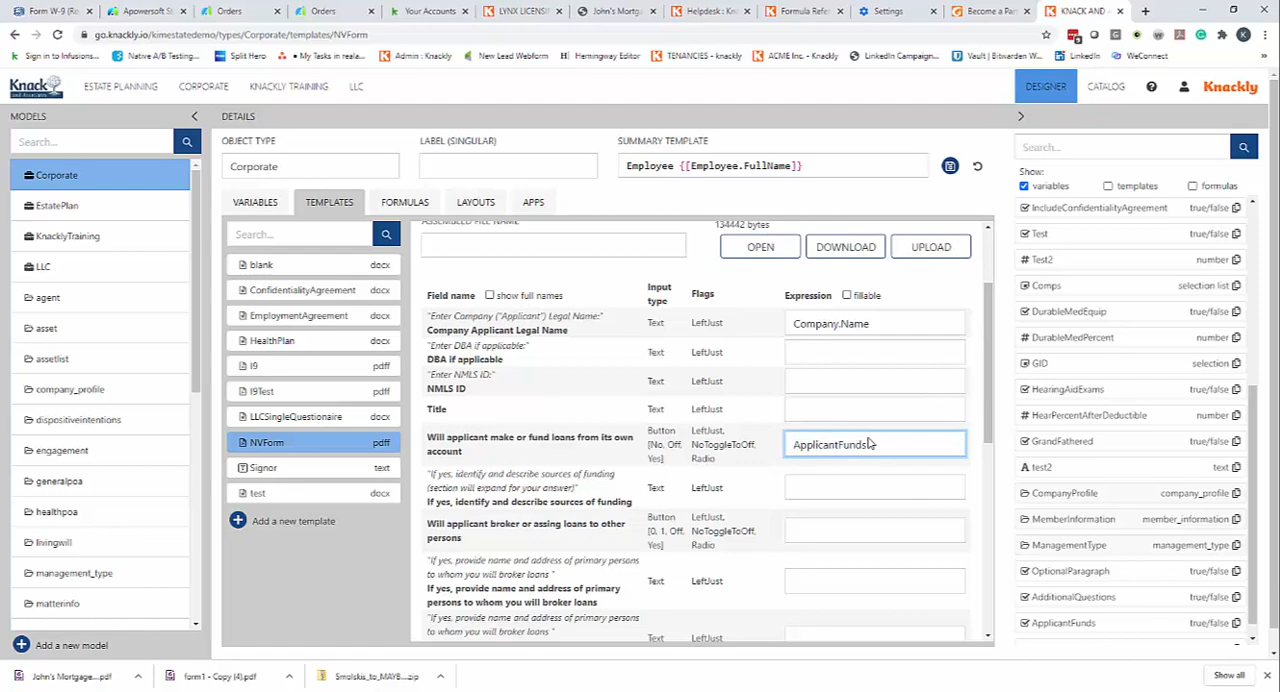 Form W-9 (Rev
Apowersoft St
Orders
Orders
Your Accounts
LYNX LICENSIN
John's Mortga
Helpdesk : Kn
Formula Refer
Settings
Become a Par
KNACK AND A
go.knackly.io/kimestatedemo/types/Corporate/templates/NVForm
Sign in to Infusions...
Native A/B Testing...
Split Hero
My Tasks in reala...
Admin : Knackly
New Lead Webform
Hemingway Editor
TENANCIES - knackly
ACME Inc. - Knackly
LinkedIn Campaign...
Vault | Bitwarden W...
LinkedIn
WeConnect
Knack
ESTATE PLANNING
CORPORATE
KNACKLY TRAINING
LLC
DESIGNER
CATALOG
Knackly
MODELS
DETAILS
Search...
OBJECT TYPE
LABEL (SINGULAR)
SUMMARY TEMPLATE
Corporate
Employee {[Employee.FullName]}
Search...
Show:
variables
templates
formulas
Corporate
EstatePlan
KnacklyTraining
LLC
agent
asset
assetlist
company_profile
dispositiveintentions
engagement
generalpoa
healthpoa
livingwill
management_type
matterinfo
Add a new model
VARIABLES
TEMPLATES
FORMULAS
LAYOUTS
APPS
Search...
blank docx
ConfidentialityAgreement docx
EmploymentAgreement docx
HealthPlan docx
I9 pdff
I9Test pdff
LLCSingleQuestionaire docx
NVForm pdff
Signor text
test docx
Add a new template
ASSEMBLED FILE NAME
134442 bytes
OPEN
DOWNLOAD
UPLOAD
Field name
show full names
Input type
Flags
Expression
fillable
"Enter Company ("Applicant") Legal Name:"
Company Applicant Legal Name
Text
LeftJust
Company.Name
"Enter DBA if applicable:"
DBA if applicable
Text
LeftJust
"Enter NMLS ID:"
NMLS ID
Text
LeftJust
Title
Text
LeftJust
Will applicant make or fund loans from its own
account
Button
[No, Off,
Yes]
LeftJust,
NoToggleToOff,
Radio
ApplicantFunds
"If yes, identify and describe sources of funding
(section will expand for your answer)"
If yes, identify and describe sources of funding
Text
LeftJust
Will applicant broker or assing loans to other
persons
Button
[0, 1, Off,
Yes]
LeftJust,
NoToggleToOff,
Radio
"If yes, provide name and address of primary persons
to whom you will broker loans "
If yes, provide name and address of primary
persons to whom you will broker loans
Text
LeftJust
"If yes, provide name and address of primary persons
to whom you will broker loans "
Text
LeftJust
IncludeConfidentialityAgreement true/false
Test true/false
Test2 number
Comps selection list
DurableMedEquip true/false
DurableMedPercent number
GID selection
HearingAidExams true/false
HearPercentAfterDeductible number
GrandFathered true/false
test2 text
CompanyProfile company_profile
MemberInformation member_information
ManagementType management_type
OptionalParagraph true/false
AdditionalQuestions true/false
ApplicantFunds true/false
John's Mortgage....pdf
form1 - Copy (4).pdf
Smolskis_to_MAYB....zip
Show all